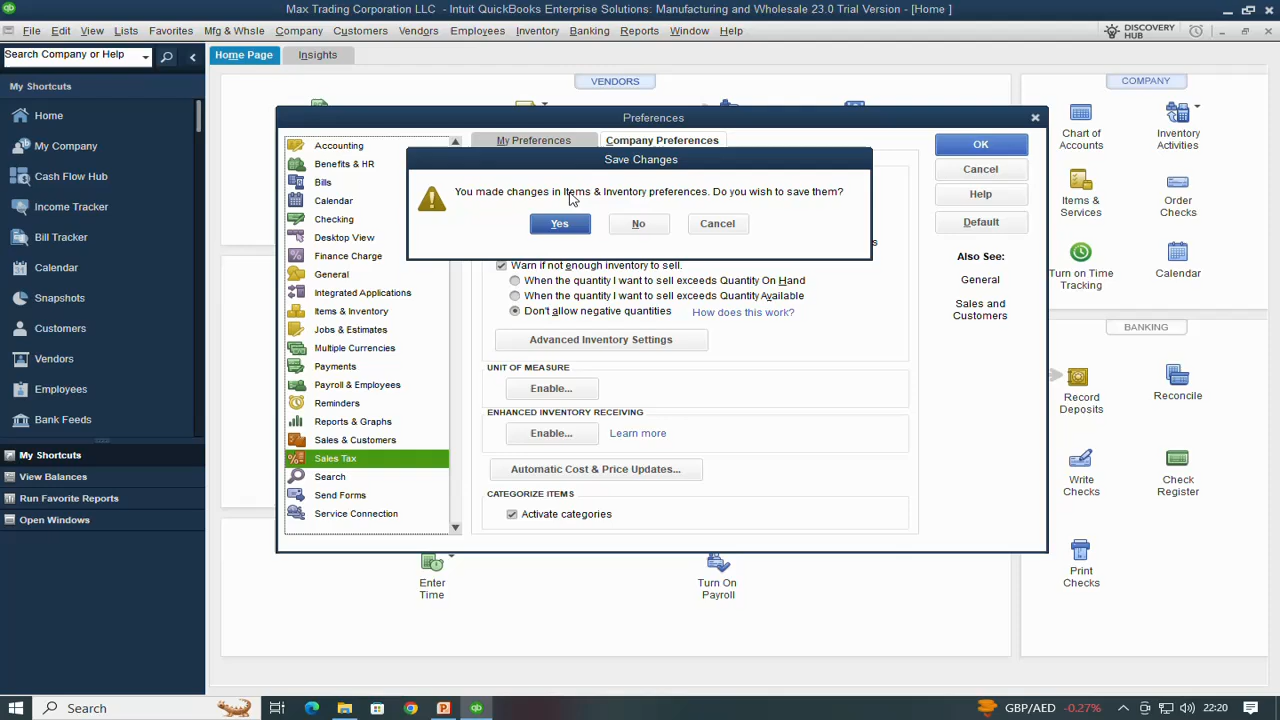 Max Trading Corporation LLC - Intuit QuickBooks Enterprise Solutions: Manufacturing and Wholesale 23.0 Trial Version - [Home ]
File Edit View Lists Favorites Mfg & Whsle Company Customers Vendors Employees Inventory Banking Reports Window Help
DISCOVERY
HUB
Search Company or Help
Home Page
Insights
My Shortcuts
Home
My Company
Cash Flow Hub
Income Tracker
Bill Tracker
Calendar
Snapshots
Customers
Vendors
Employees
Bank Feeds
My Shortcuts
View Balances
Run Favorite Reports
Open Windows
VENDORS
Enter
Time
Turn On
Payroll
COMPANY
Chart of
Accounts
Inventory
Activities
Items &
Services
Order
Checks
Turn on Time
Tracking
Calendar
BANKING
Record
Deposits
Reconcile
Write
Checks
Check
Register
Print
Checks
Preferences
Accounting
Benefits & HR
Bills
Calendar
Checking
Desktop View
Finance Charge
General
Integrated Applications
Items & Inventory
Jobs & Estimates
Multiple Currencies
Payments
Payroll & Employees
Reminders
Reports & Graphs
Sales & Customers
Sales Tax
Search
Send Forms
Service Connection
My Preferences
Company Preferences
Save Changes
You made changes in Items & Inventory preferences. Do you wish to save them?
Yes
No
Cancel
Warn if not enough inventory to sell.
When the quantity I want to sell exceeds Quantity On Hand
When the quantity I want to sell exceeds Quantity Available
Don't allow negative quantities
How does this work?
Advanced Inventory Settings
UNIT OF MEASURE
Enable...
ENHANCED INVENTORY RECEIVING
Enable...
Learn more
Automatic Cost & Price Updates...
CATEGORIZE ITEMS
Activate categories
OK
Cancel
Help
Default
Also See:
General
Sales and
Customers
Search
GBP/AED -0.27%
22:20